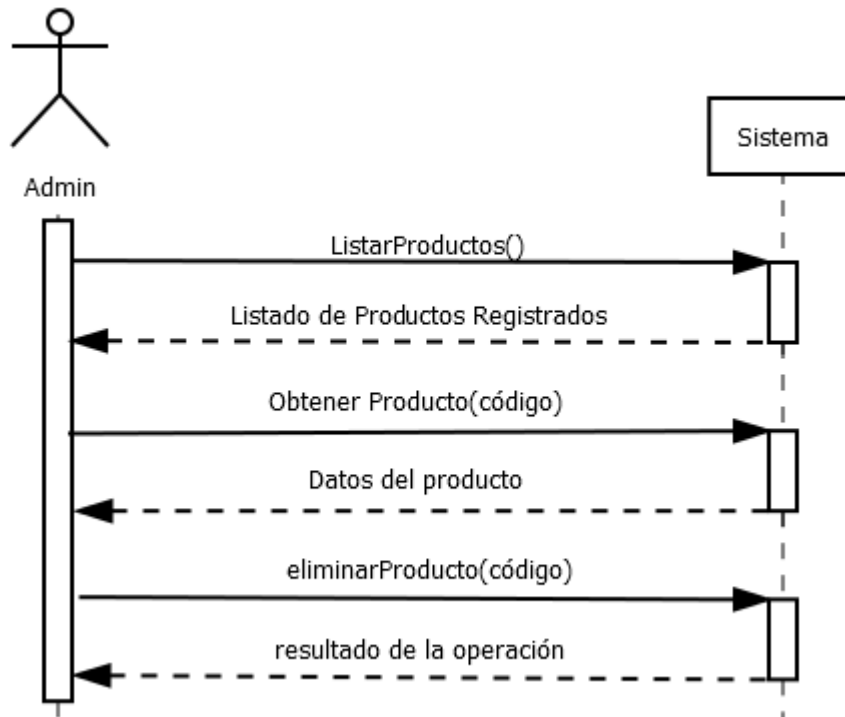 Admin
Sistema
ListarProductos()
Listado de Productos Registrados
Obtener Producto(código)
Datos del producto
eliminarProducto(código)
resultado de la operación